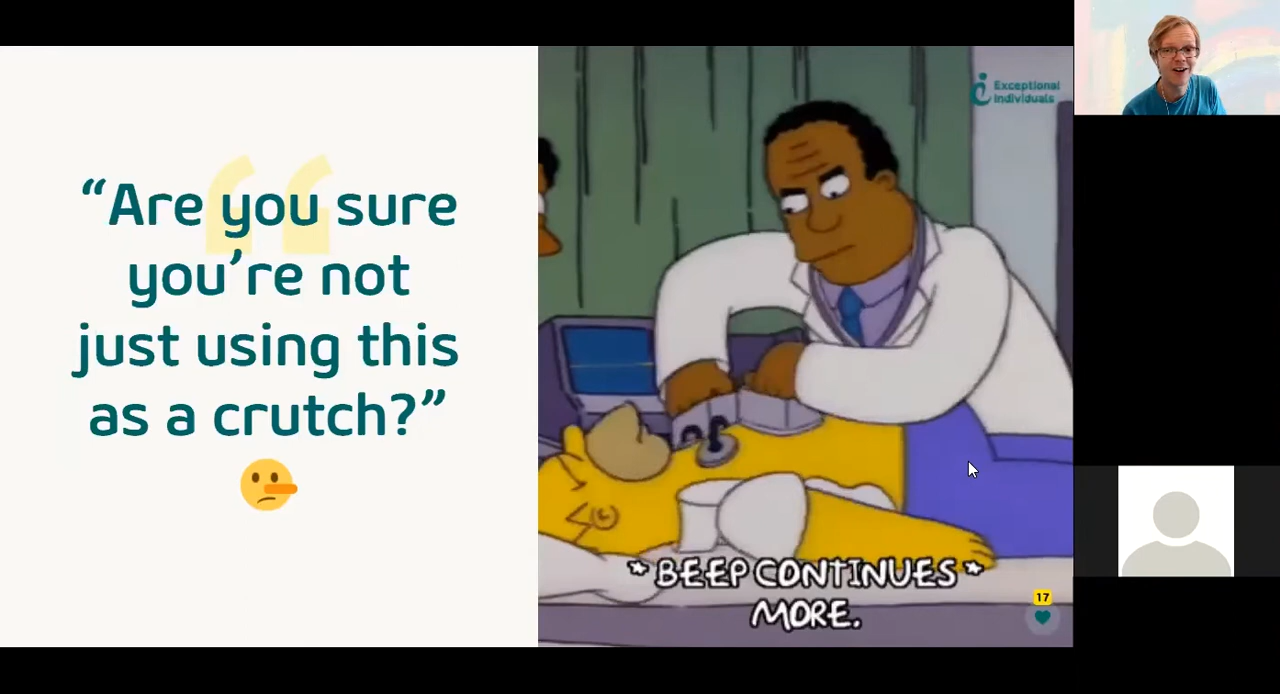 “Are you sure
you’re not
just using this
as a crutch?”
Exceptional
individuals
*BEEP CONTINUES*
MORE.
17